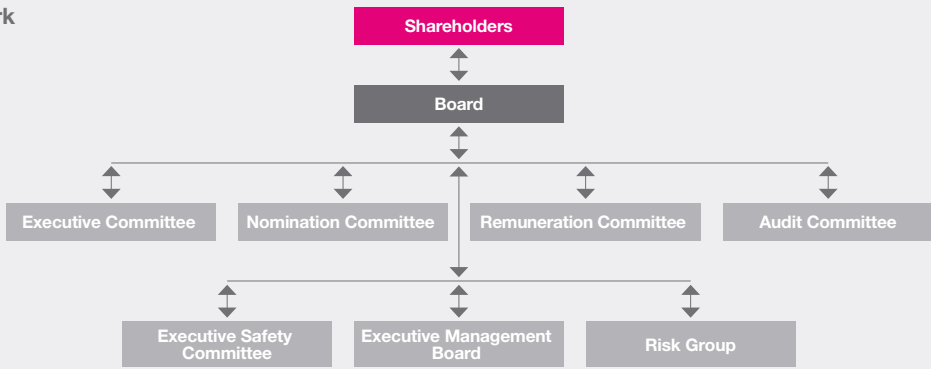 rk
Shareholders
Board
Executive Committee
Nomination Committee
Remuneration Committee
Audit Committee
Executive Safety
Committee
Executive Management
Board
Risk Group